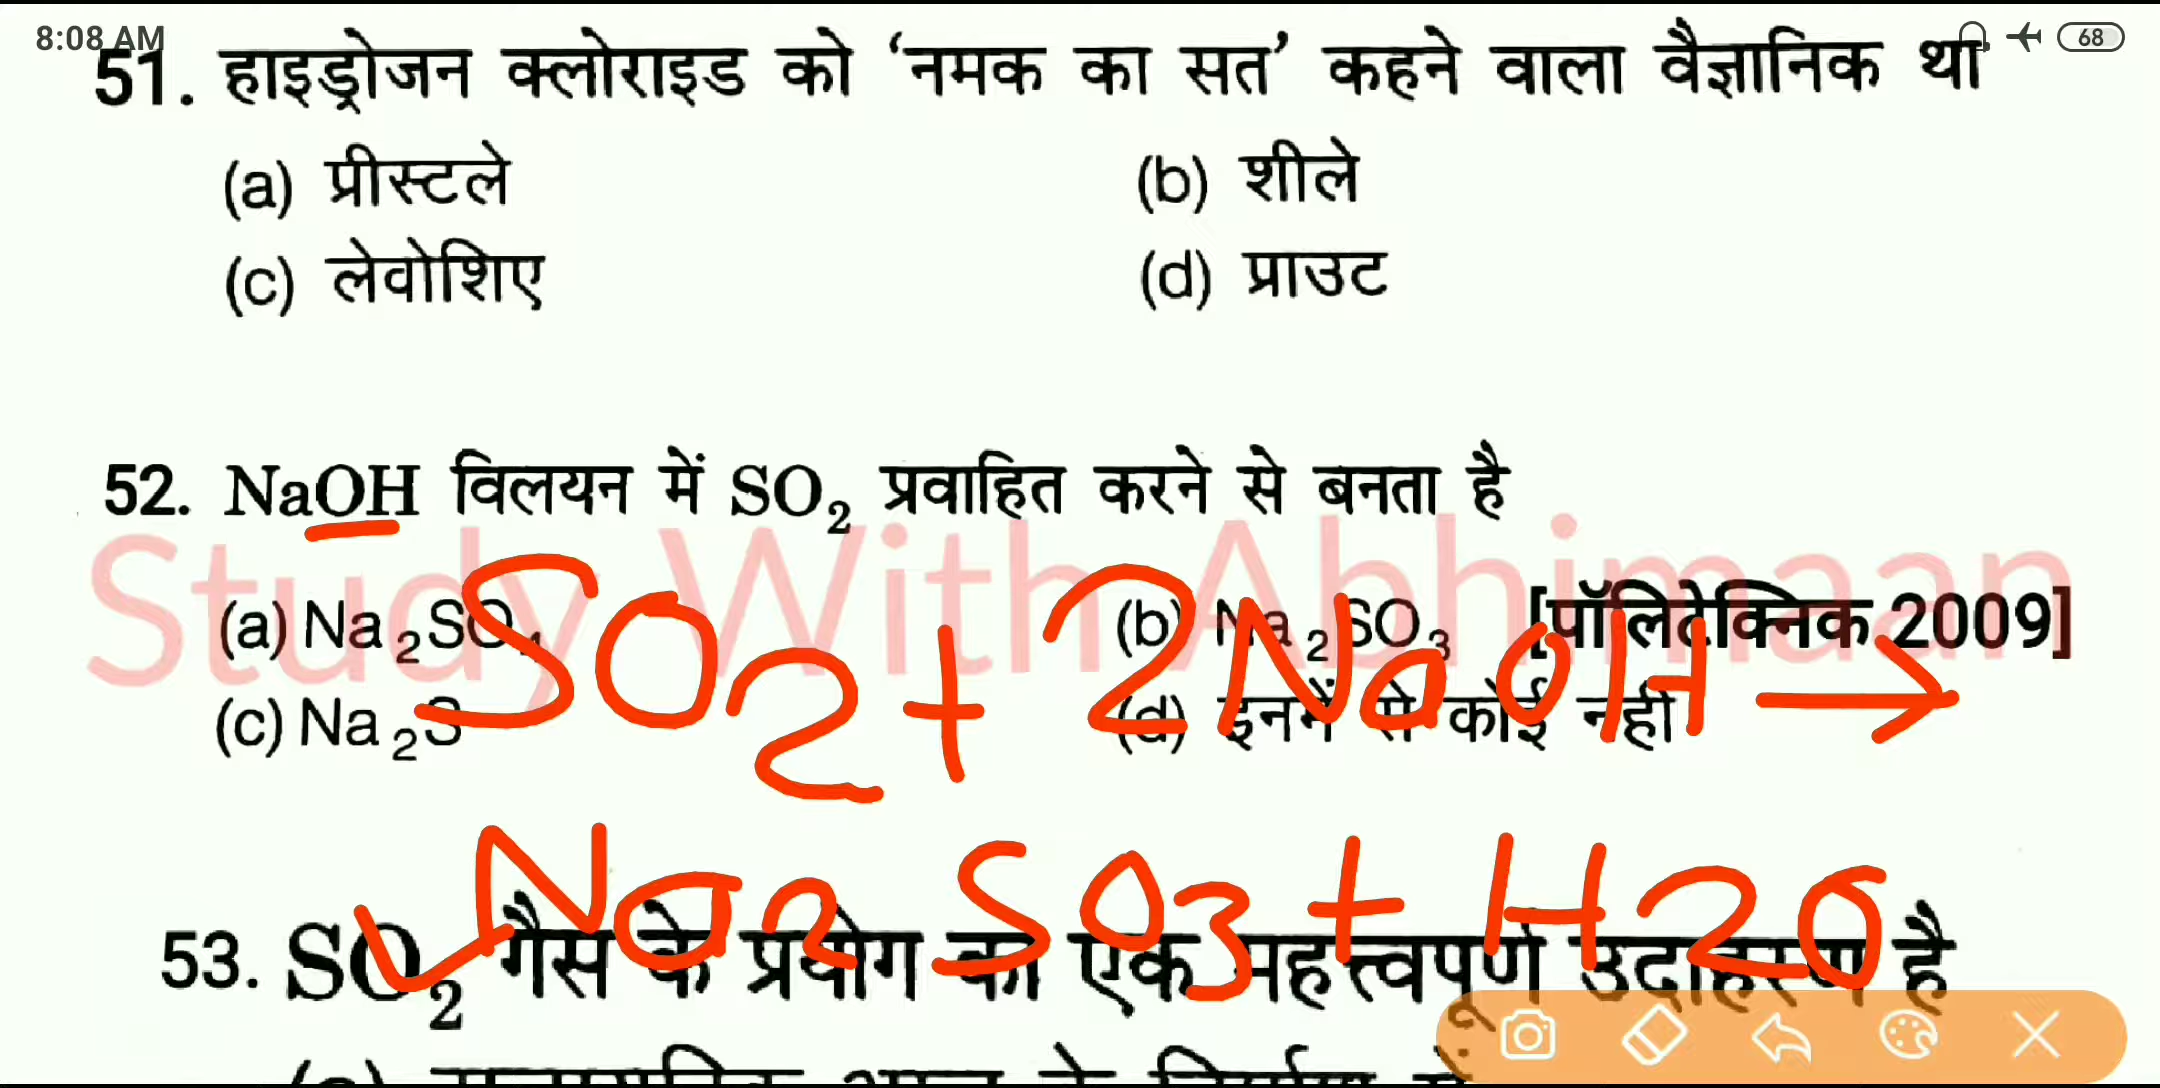 8:08 AM
68
51. हाइड्रोजन क्लोराइड को ‘नमक का सत’ कहने वाला वैज्ञानिक था
(a) प्रीस्टले (b) शीले
(c) लेवोशिए (d) प्राउट
52. NaOH विलयन में SO₂ प्रवाहित करने से बनता है
Study With Abhimaan
(a) Na₂SO₄ (b) Na₂SO₃ [पॉलिटेक्निक 2009]
(c) Na₂S (d) इनमें से कोई नहीं
SO2 + 2NaOH →
Na2SO3 + H2O
53. SO₂ गैस के प्रयोग का एक महत्त्वपूर्ण उदाहरण है